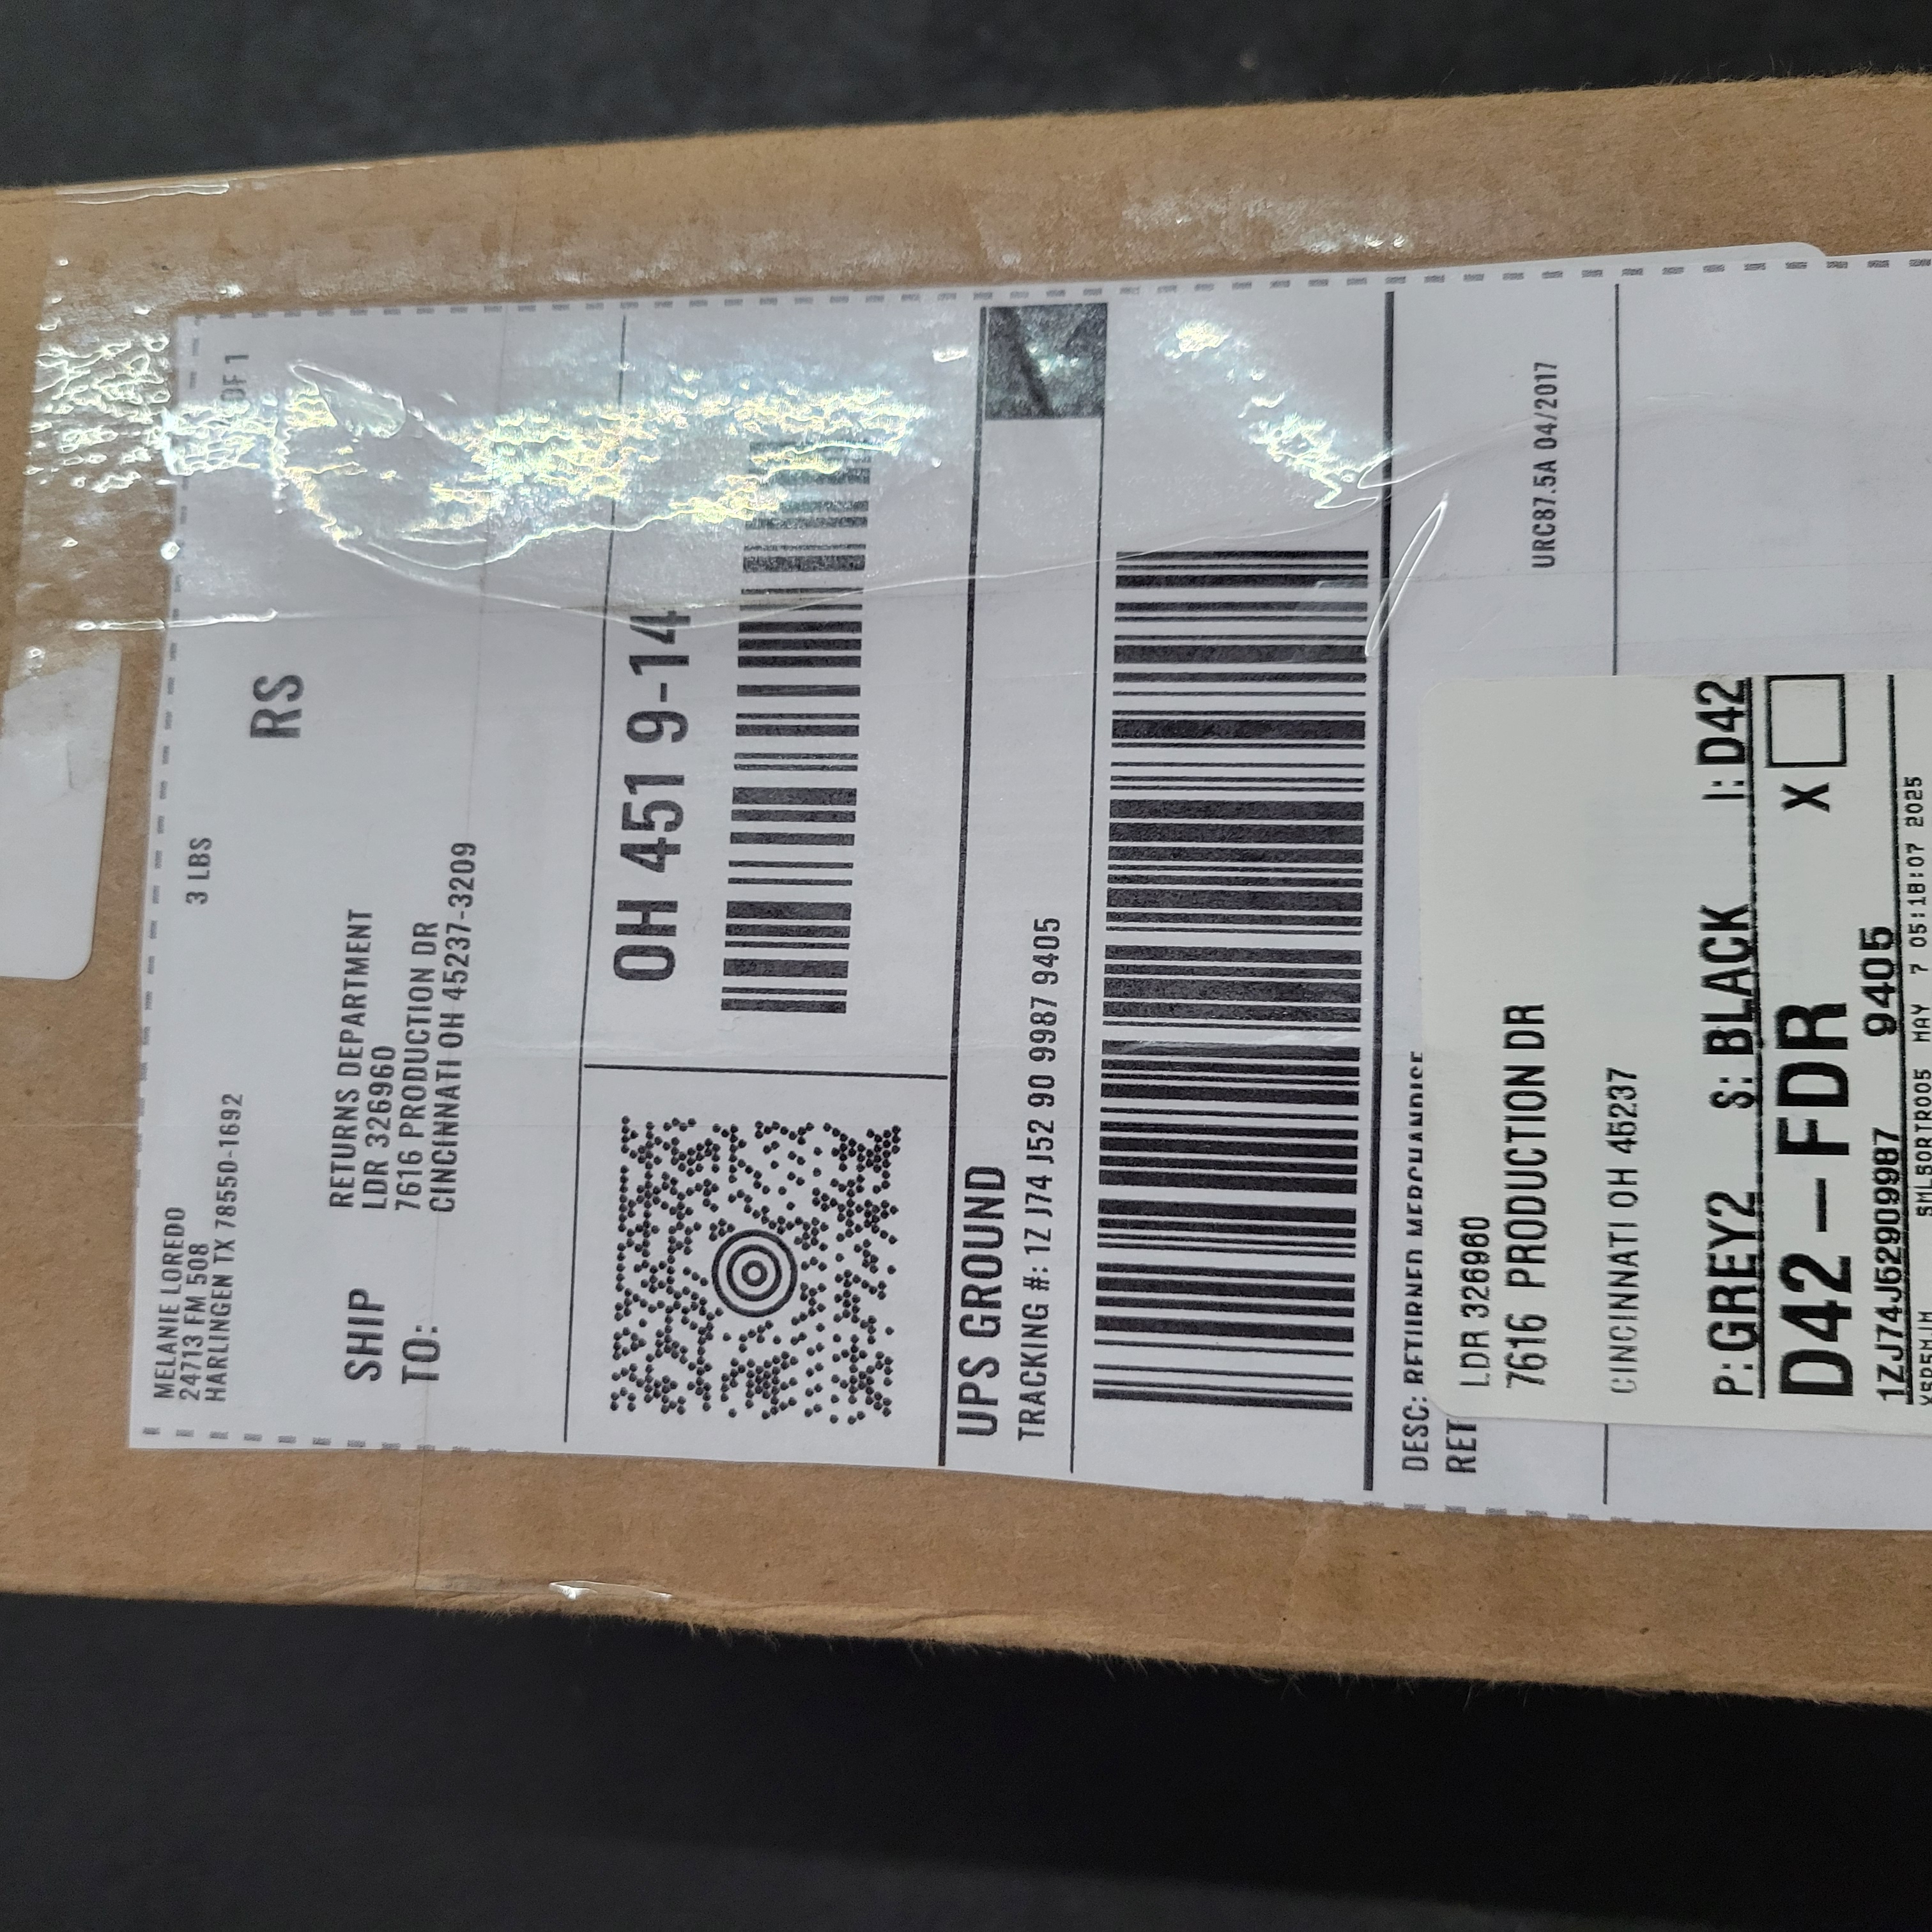 MELANIE LOREDO
24713 FM 508
HARLINGEN TX 78550-1692
3 LBS
OF 1
RS
SHIP
TO:
RETURNS DEPARTMENT
LDR 326960
7616 PRODUCTION DR
CINCINNATI OH 45237-3209
OH 451 9-14
UPS GROUND
TRACKING #: 1Z J74 J52 90 9987 9405
DESC: RETURNED MERCHANDISE
RET
URC87.5A 04/2017
LDR 326960
7616 PRODUCTION DR
CINCINNATI OH 45237
P: GREY2 S: BLACK I: D42
D42-FDR X
1ZJ74J52909987 9405
SMLSORTR005 MAY 7 05:18:07 2025